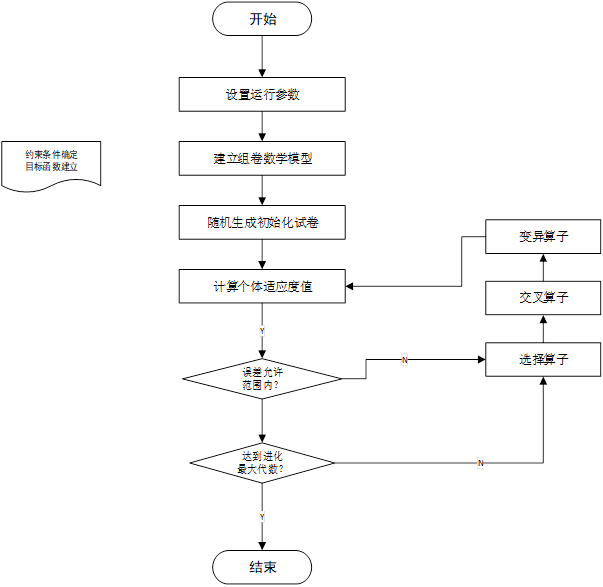 开始
设置运行参数
约束条件确定
目标函数建立
建立组卷数学模型
随机生成初始化试卷
变异算子
计算个体适应度值
交叉算子
Y
误差允许
范围内?
N
选择算子
达到进化
最大代数?
N
Y
结束